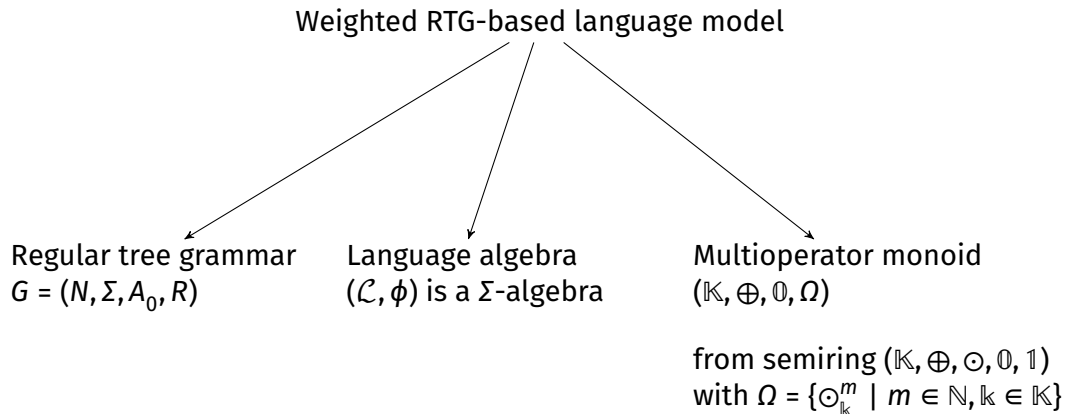 Weighted RTG-based language model
Regular tree grammar
G = (N, Σ, A₀, R)
Language algebra
(ℒ, ϕ) is a Σ-algebra
Multioperator monoid
(𝕂, ⊕, 𝟘, Ω)
from semiring (𝕂, ⊕, ⊙, 𝟘, 𝟙)
with Ω = {⊙ᵐ_𝕜 | m ∈ ℕ, 𝕜 ∈ 𝕂}